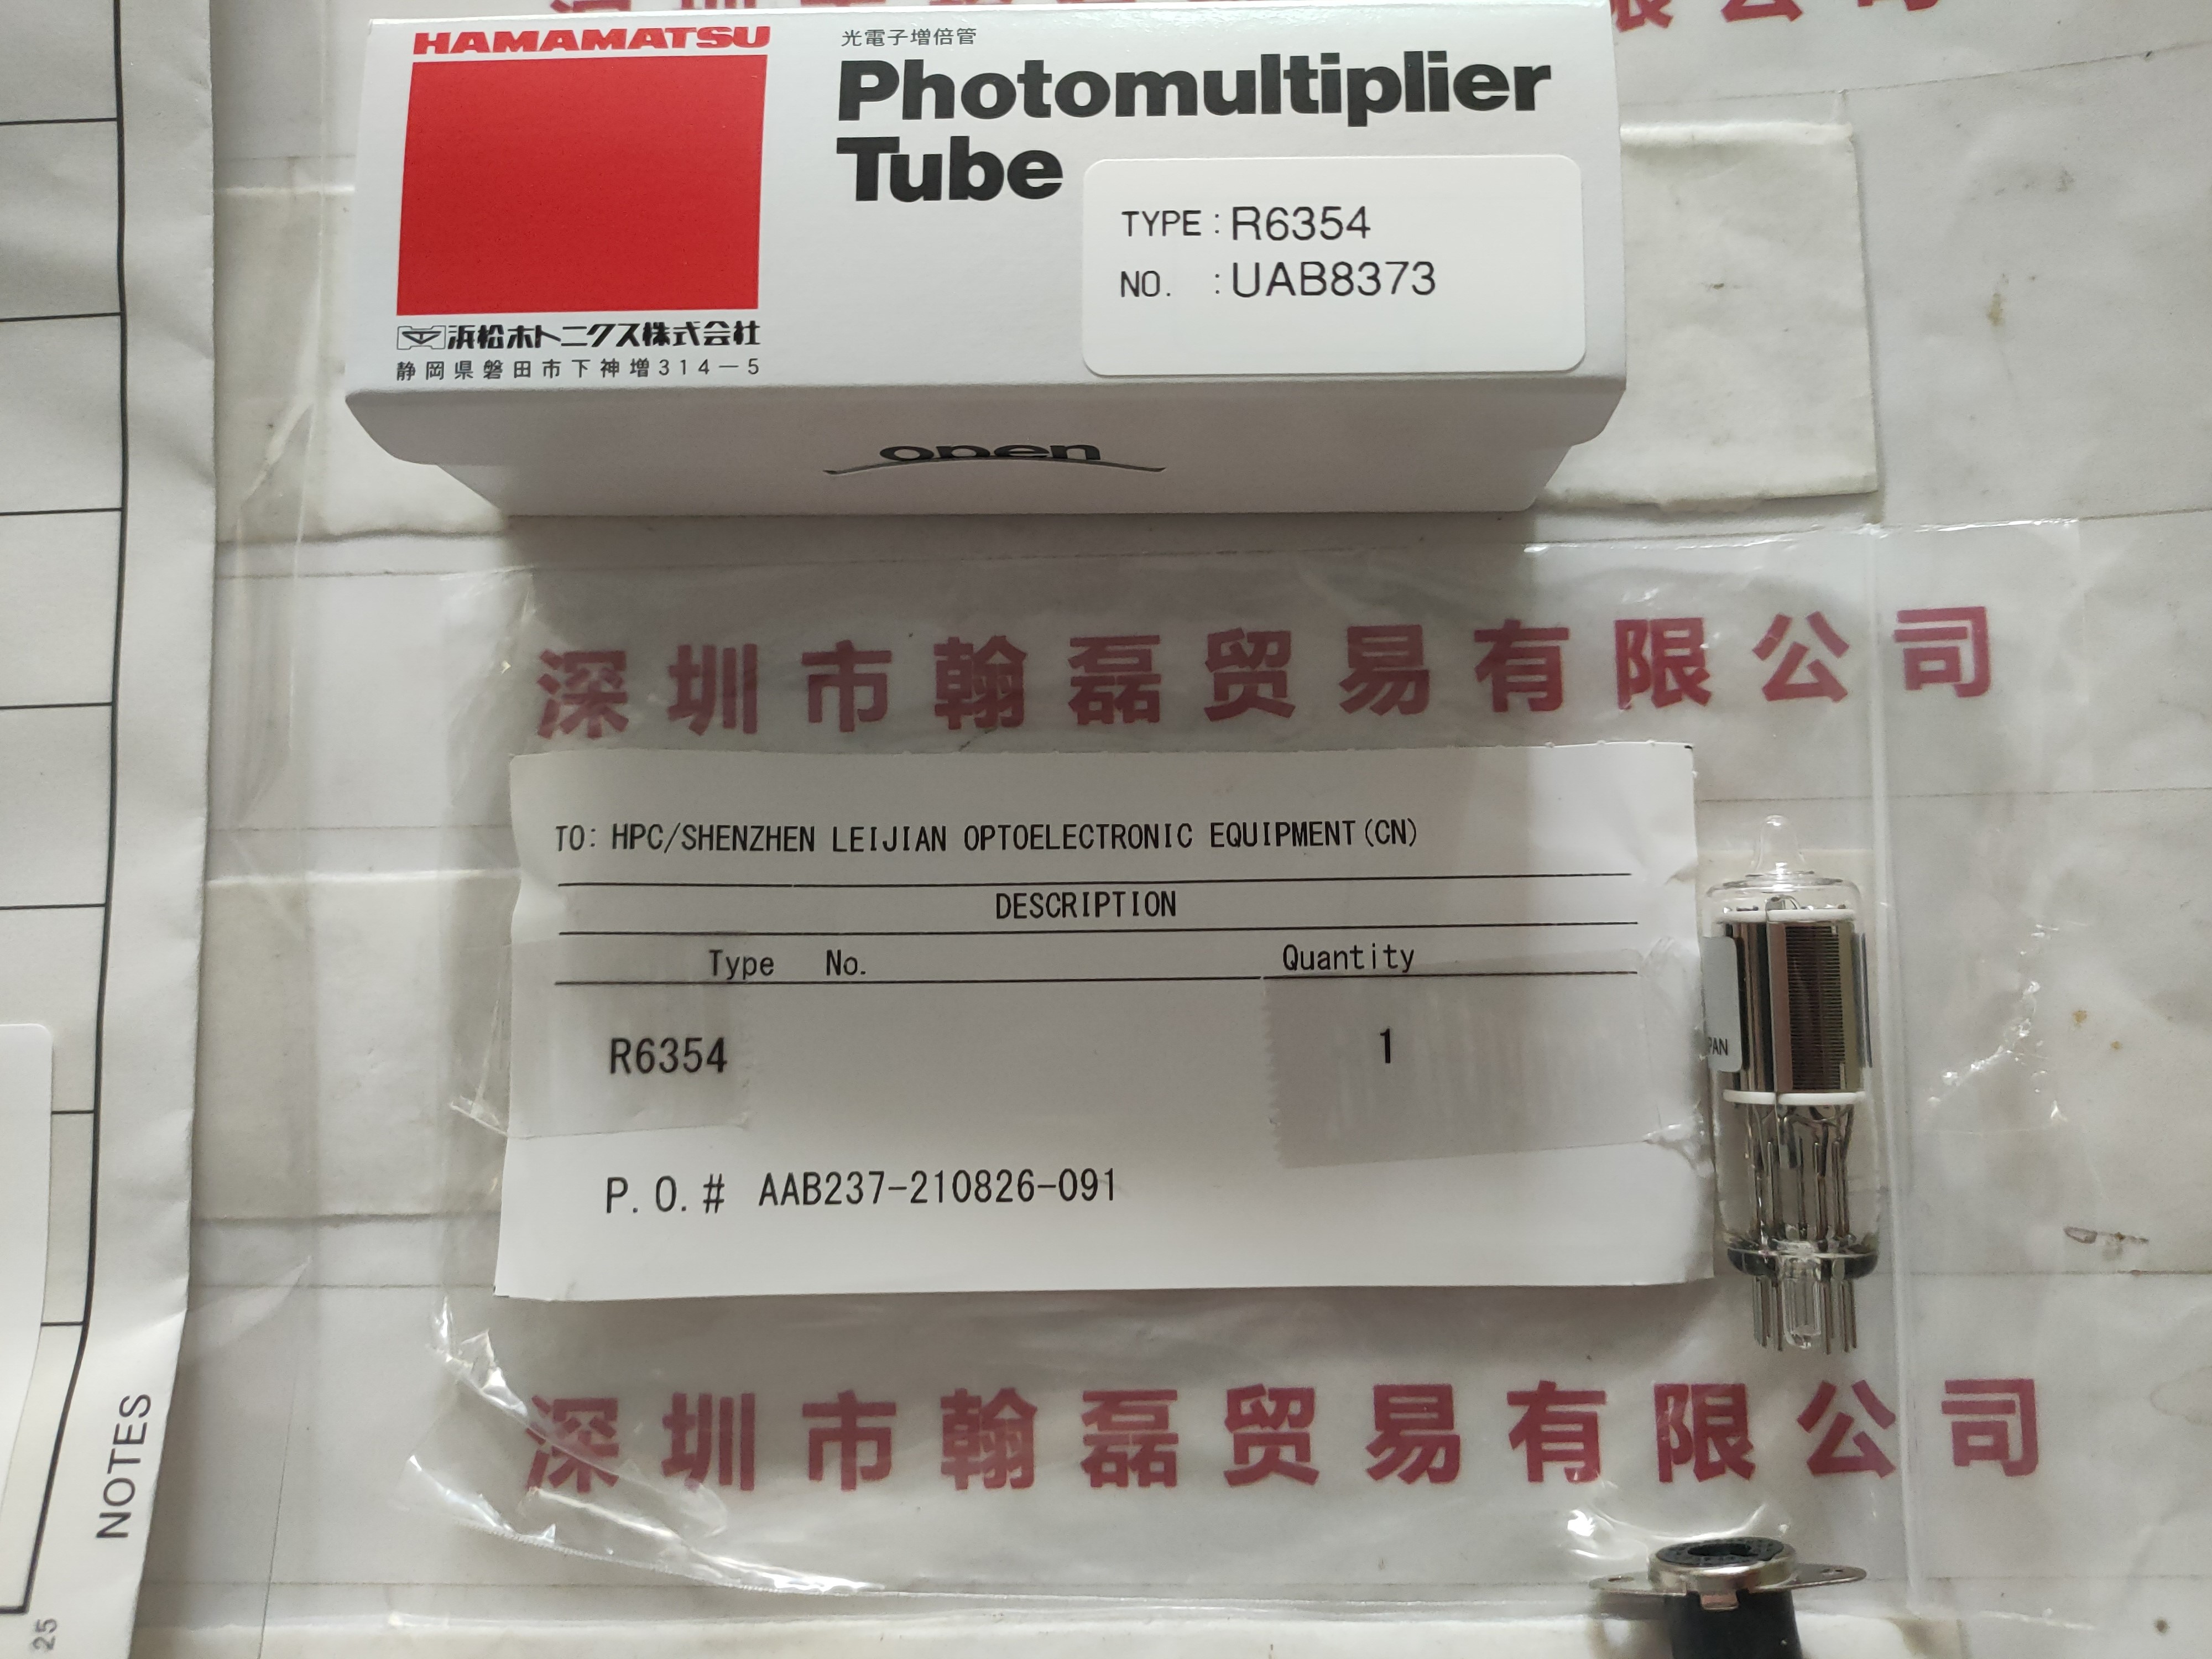 HAMAMATSU
光電子増倍管
Photomultiplier
Tube
TYPE : R6354
NO. : UAB8373
浜松ホトニクス株式会社
静岡県磐田市下神増314-5
open
深圳市翰磊贸易有限公司
TO: HPC/SHENZHEN LEIJIAN OPTOELECTRONIC EQUIPMENT(CN)
DESCRIPTION
Type No. Quantity
R6354 1
P.O.# AAB237-210826-091
PAN
深圳市翰磊贸易有限公司
NOTES
25